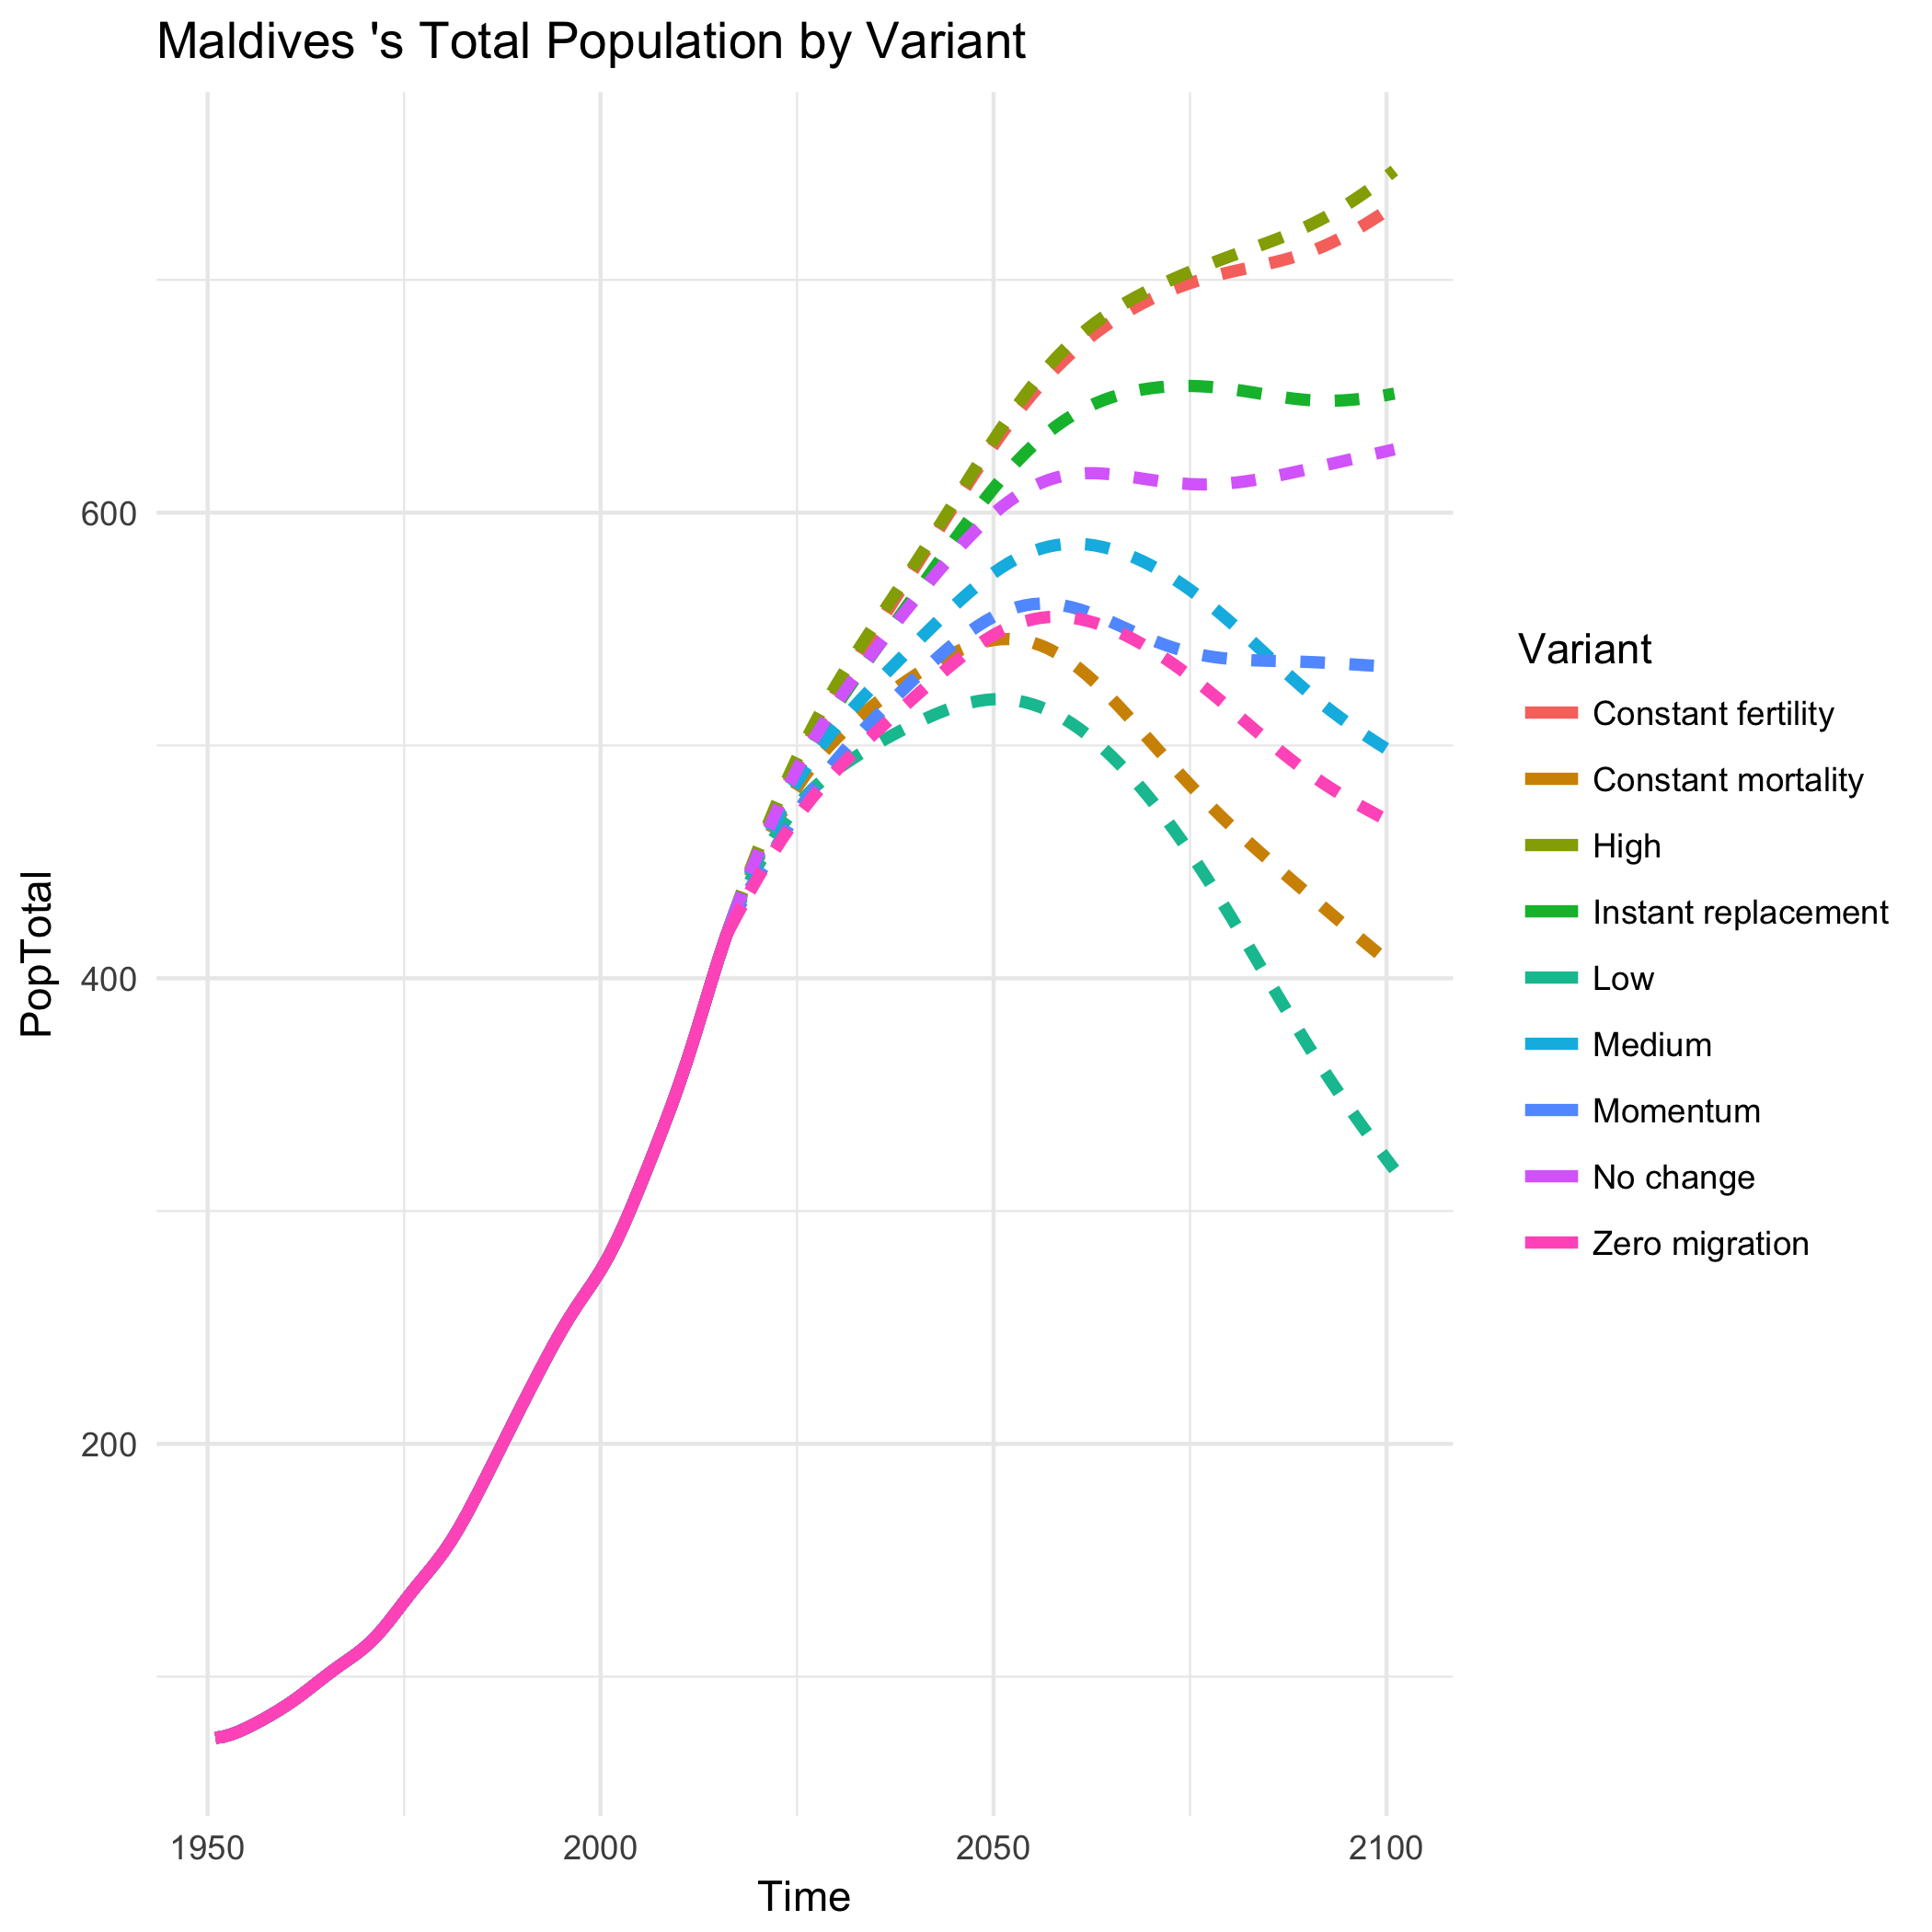 Maldives 's Total Population by Variant
PopTotal
600
400
200
1950
2000
2050
2100
Time
Variant
Constant fertility
Constant mortality
High
Instant replacement
Low
Medium
Momentum
No change
Zero migration